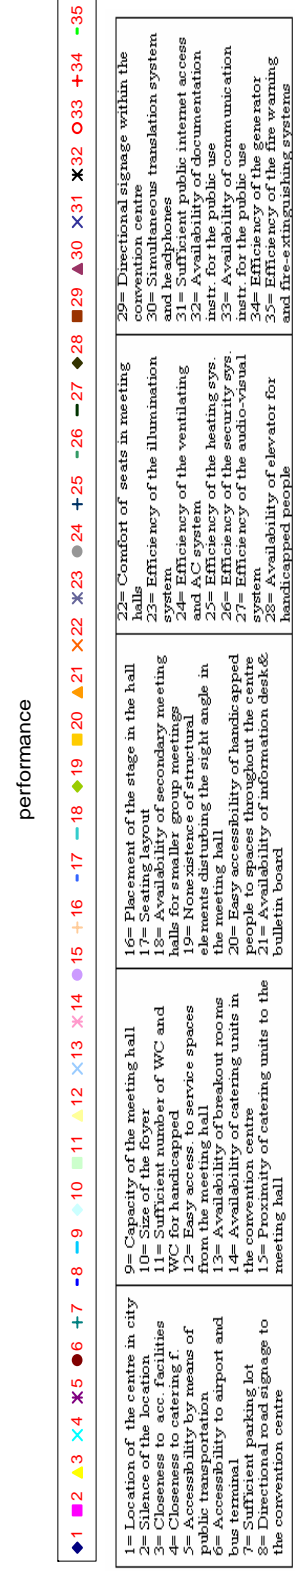 performance
1 2 3 4 5 6 7 8 9 10 11 12 13 14 15 16 17 18 19 20 21 22 23 24 25 26 27 28 29 30 31 32 33 34 35
1= Location of the centre in city
2= Silence of the location
3= Closeness to acc. facilities
4= Closeness to catering f.
5= Accessibility by means of
public transportation
6= Accessibility to airport and
bus terminal
7= Sufficient parking lot
8= Directional road signage to
the convention centre
9= Capacity of the meeting hall
10= Size of the foyer
11= Sufficient number of WC and
WC for handicapped
12= Easy access. to service spaces
from the meeting hall
13= Availability of breakout rooms
14= Availability of catering units in
the convention centre
15= Proximity of catering units to the
meeting hall
16= Placement of the stage in the hall
17= Seating layout
18= Availability of secondary meeting
halls for smaller group meetings
19= Nonexistence of structural
elements disturbing the sight angle in
the meeting hall
20= Easy accessibility of handicapped
people to spaces throughout the centre
21= Availability of information desk&
bulletin board
22= Comfort of seats in meeting
halls
23= Efficiency of the illumination
system
24= Efficiency of the ventilating
and AC system
25= Efficiency of the heating sys.
26= Efficiency of the security sys.
27= Efficiency of the audio-visual
system
28= Availability of elevator for
handicapped people
29= Directional signage within the
convention centre
30= Simultaneous translation system
and headphones
31= Sufficient public internet access
32= Availability of documentation
instr. for the public use
33= Availability of communication
instr. for the public use
34= Efficiency of the generator
35= Efficiency of the fire warning
and fire-extinguishing systems